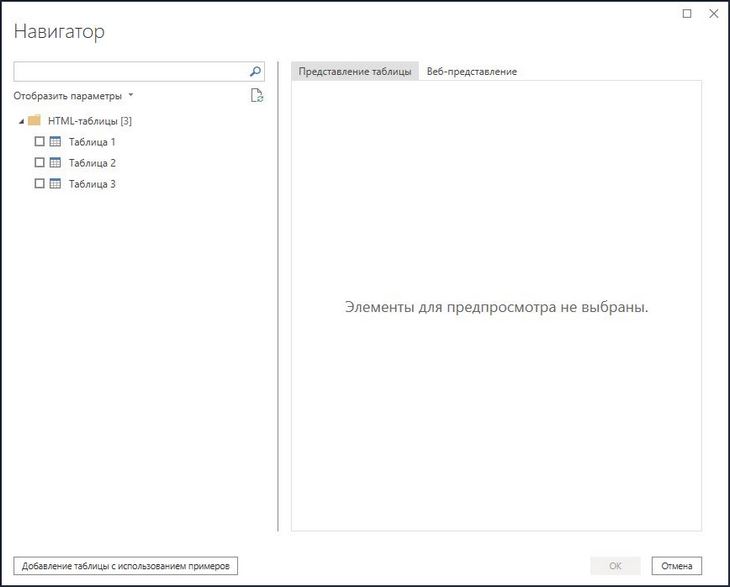 Навигатор
Представление таблицы Веб-представление
Отобразить параметры
HTML-таблицы [3]
Таблица 1
Таблица 2
Таблица 3
Элементы для предпросмотра не выбраны.
Добавление таблицы с использованием примеров
ОК
Отмена